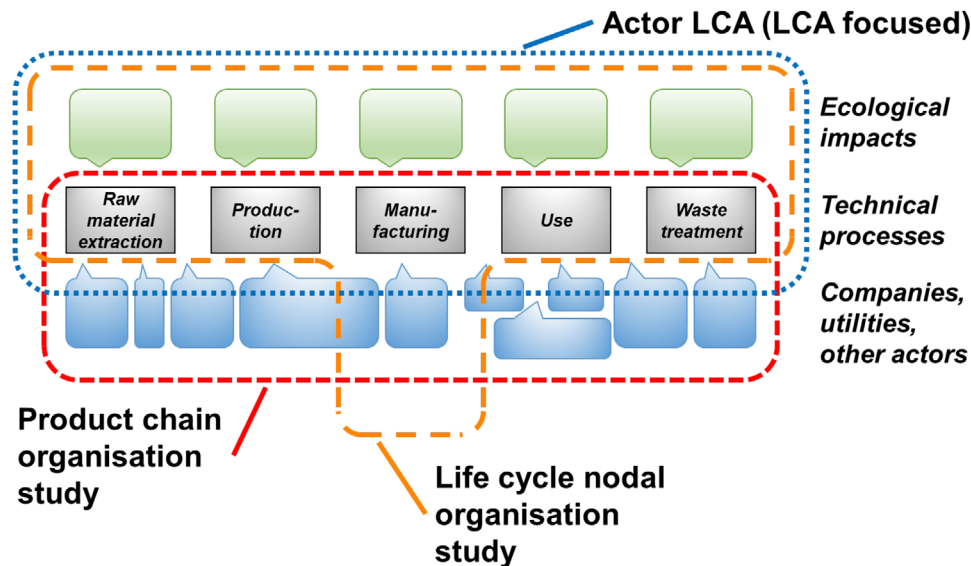 Actor LCA (LCA focused)
Ecological
impacts
Raw
material
extraction
Produc-
tion
Manu-
facturing
Use
Waste
treatment
Technical
processes
Companies,
utilities,
other actors
Product chain
organisation
study
Life cycle nodal
organisation
study